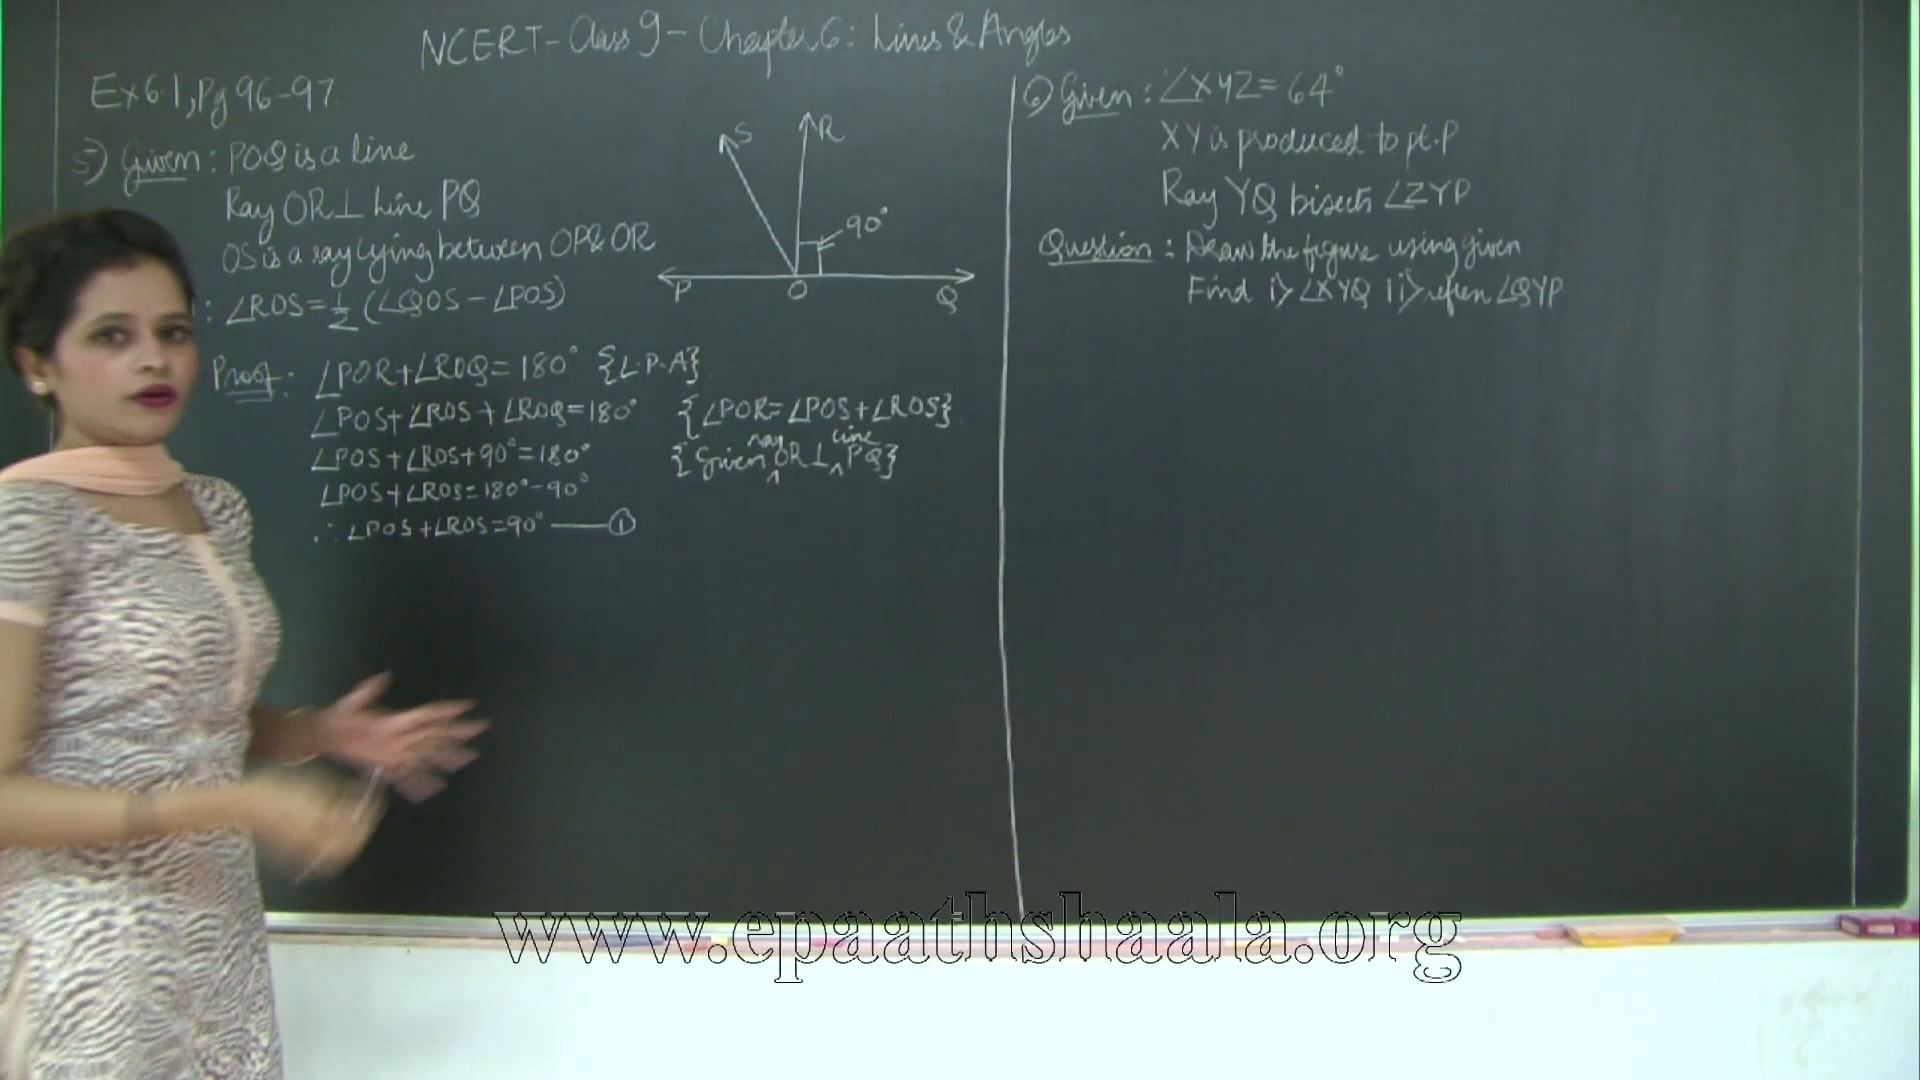 NCERT - Class 9 - Chapter 6 : Lines & Angles
Ex 6.1, Pg 96-97
5) Given : POQ is a line
Ray OR ⊥ Line PQ
OS is a ray lying between OP & OR
: ∠ROS = 1/2 (∠QOS - ∠POS)
Proof : ∠POR + ∠ROQ = 180° {L.P.A}
∠POS + ∠ROS + ∠ROQ = 180° {∠POR = ∠POS + ∠ROS}
∠POS + ∠ROS + 90° = 180° {Given ray OR ⊥ line PQ}
∠POS + ∠ROS = 180° - 90°
∴ ∠POS + ∠ROS = 90° — ①
S
R
90°
P
O
Q
6) Given : ∠XYZ = 64°
XY is produced to pt. P
Ray YQ bisects ∠ZYP
Question : Draw the figure using given
Find i> ∠XYQ ii> reflex ∠QYP
www.epaathshaala.org